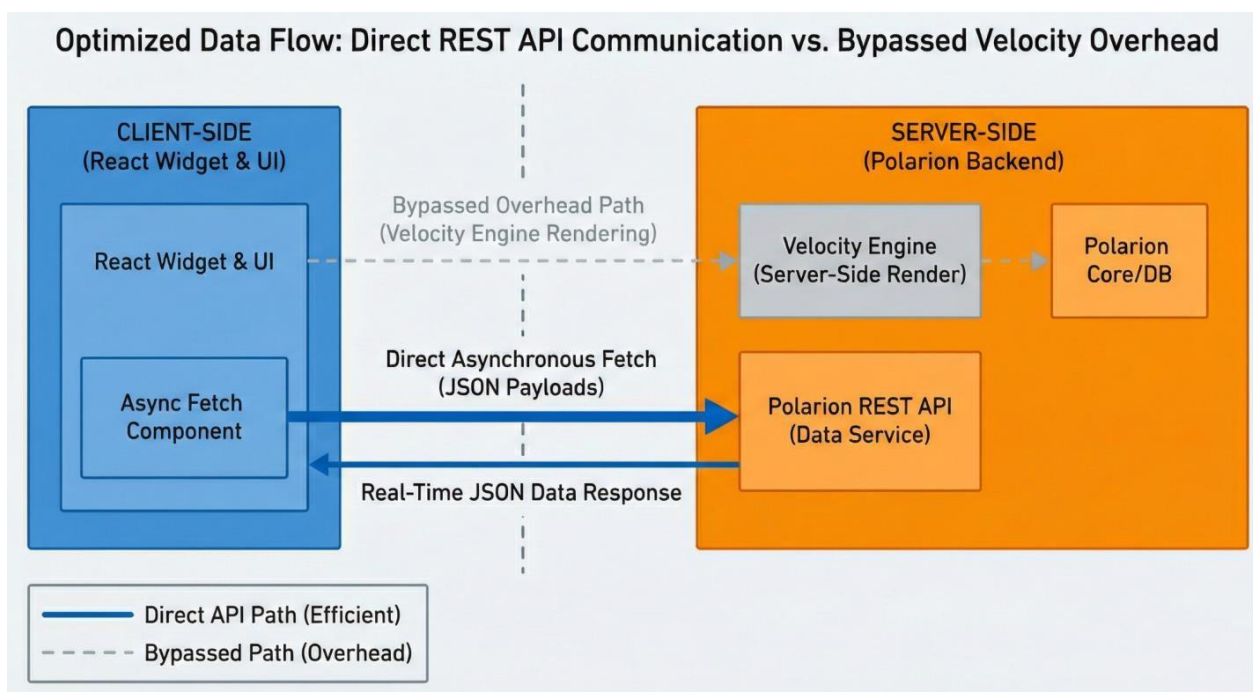 Optimized Data Flow: Direct REST API Communication vs. Bypassed Velocity Overhead
CLIENT-SIDE
(React Widget & UI)
React Widget & UI
Async Fetch
Component
Bypassed Overhead Path
(Velocity Engine Rendering)
Direct Asynchronous Fetch
(JSON Payloads)
Real-Time JSON Data Response
SERVER-SIDE
(Polarion Backend)
Velocity Engine
(Server-Side Render)
Polarion
Core/DB
Polarion REST API
(Data Service)
Direct API Path (Efficient)
Bypassed Path (Overhead)